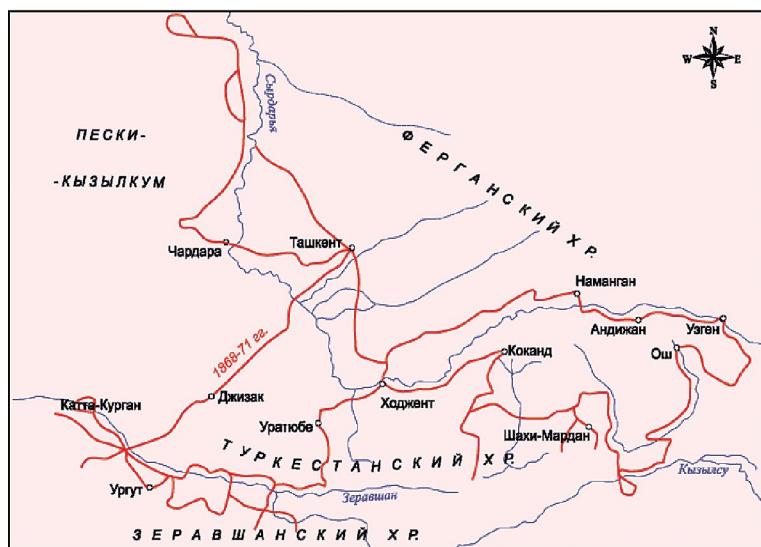 N
W E
S
Сырдарья
ПЕСКИ-
-КЫЗЫЛКУМ
ФЕРГАНСКИЙ ХР.
Чардара
Ташкент
Наманган
Андижан
Узген
Ош
Коканд
1868-71 гг.
Джизак
Ходжент
Катта-Курган
Уратюбе
Шахи-Мардан
ТУРКЕСТАНСКИЙ ХР.
Кызылсу
Ургут
Зеравшан
ЗЕРАВШАНСКИЙ ХР.